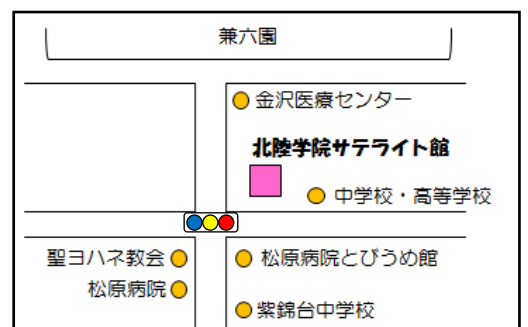 兼六園
金沢医療センター
北陸学院サテライト館
中学校・高等学校
聖ヨハネ教会
松原病院とびうめ館
松原病院
紫錦台中学校